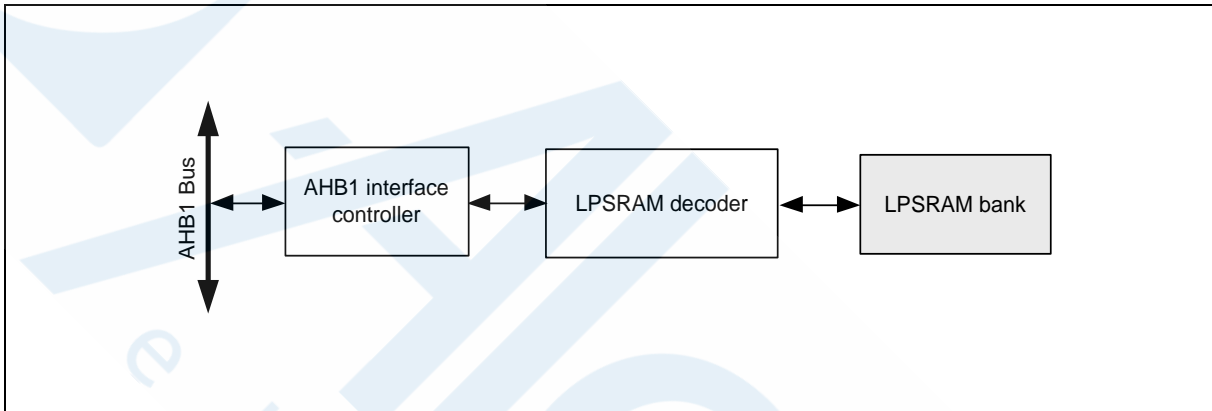 AHB1 Bus
AHB1 interface
controller
LPSRAM decoder
LPSRAM bank
e